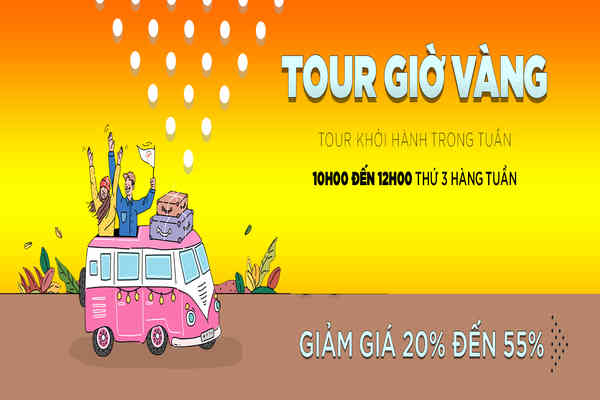 TOUR GIỜ VÀNG
TOUR KHỞI HÀNH TRONG TUẦN
10H00 ĐẾN 12H00 THỨ 3 HÀNG TUẦN
GIẢM GIÁ 20% ĐẾN 55%